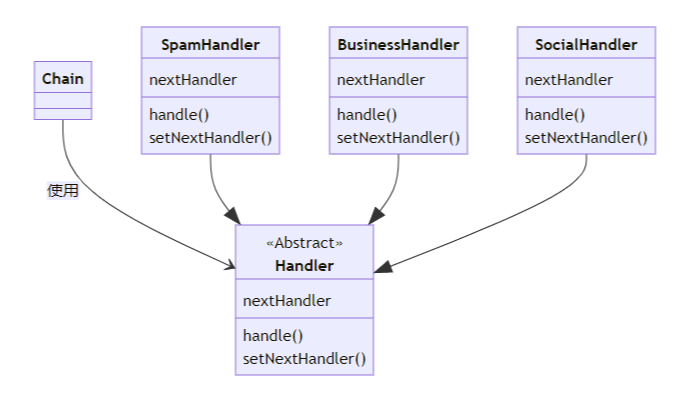 Chain
SpamHandler
nextHandler
handle()
setNextHandler()
BusinessHandler
nextHandler
handle()
setNextHandler()
SocialHandler
nextHandler
handle()
setNextHandler()
使用
«Abstract»
Handler
nextHandler
handle()
setNextHandler()